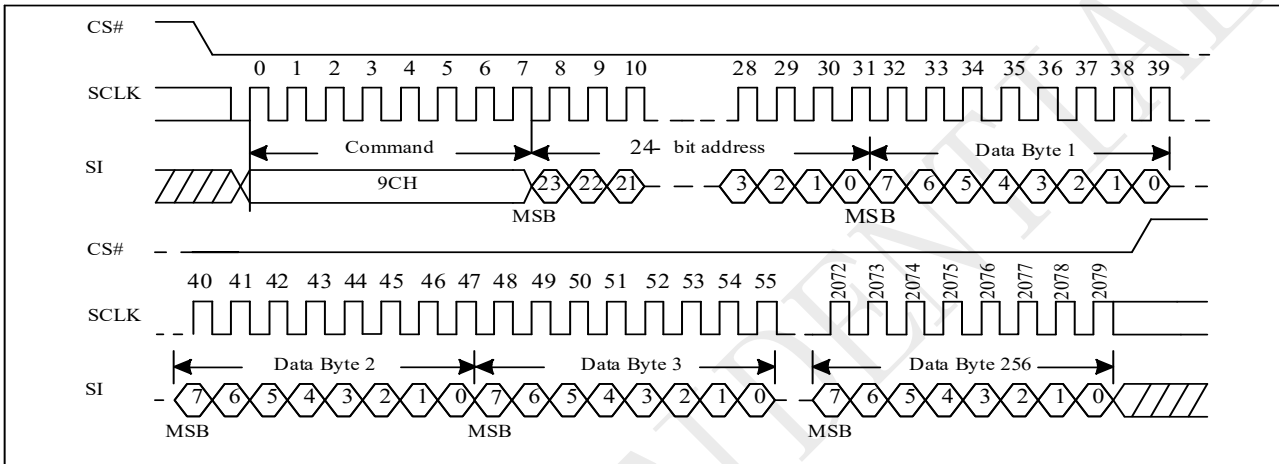 CS#
0 1 2 3 4 5 6 7 8 9 10 28 29 30 31 32 33 34 35 36 37 38 39
SCLK
Command 24- bit address Data Byte 1
SI
9CH 23 22 21 3 2 1 0 7 6 5 4 3 2 1 0
MSB MSB
CS#
40 41 42 43 44 45 46 47 48 49 50 51 52 53 54 55 2072 2073 2074 2075 2076 2077 2078 2079
SCLK
Data Byte 2 Data Byte 3 Data Byte 256
SI
7 6 5 4 3 2 1 0 7 6 5 4 3 2 1 0 7 6 5 4 3 2 1 0
MSB MSB MSB